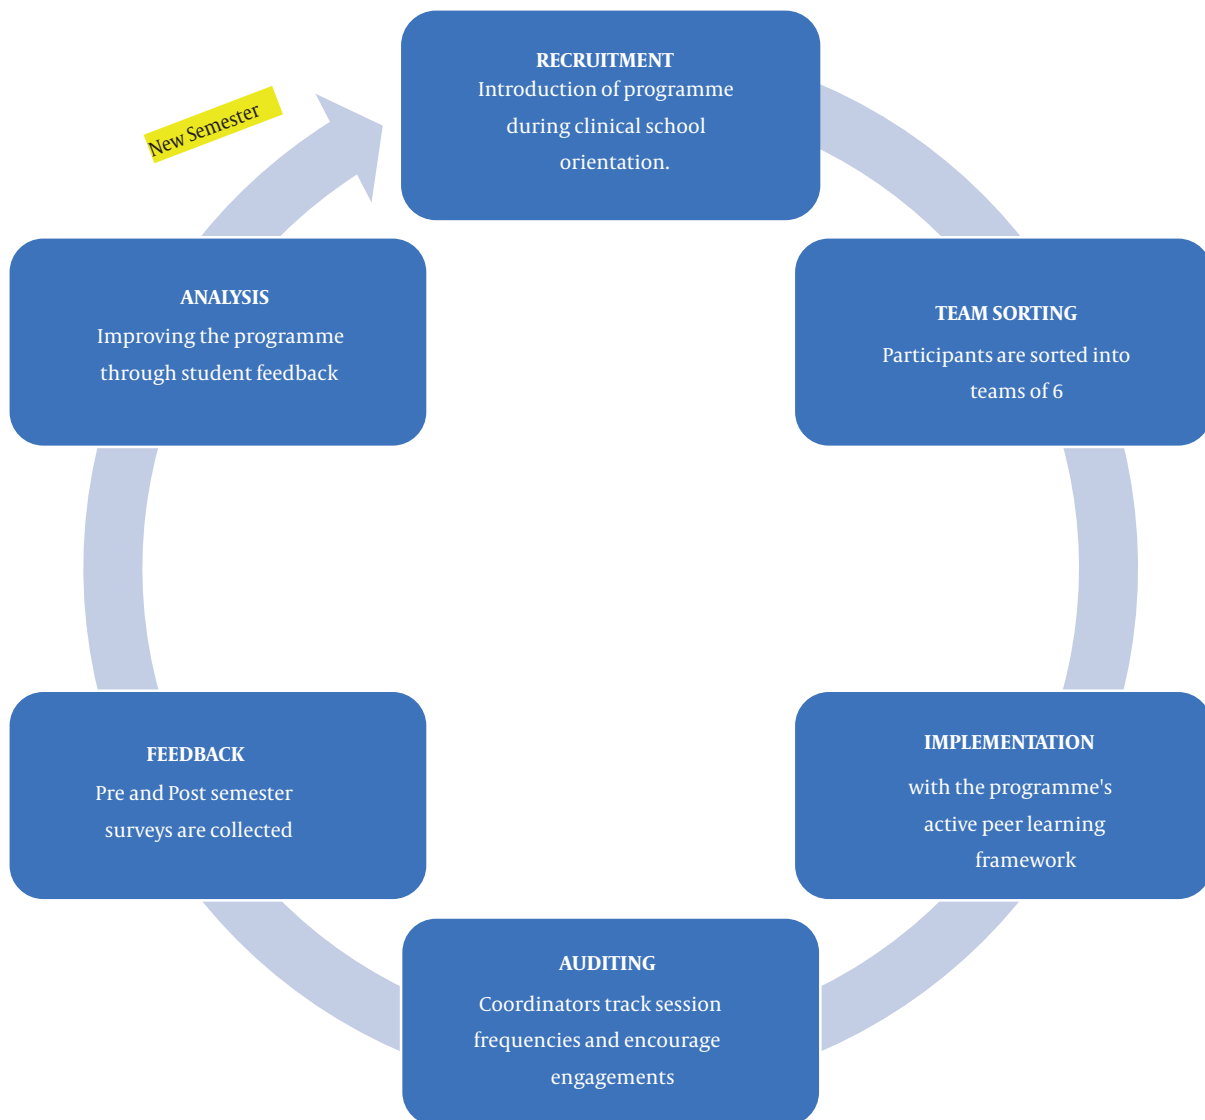 RECRUITMENT
Introduction of programme
during clinical school
orientation.
New Semester
TEAM SORTING
Participants are sorted into
teams of 6
IMPLEMENTATION
with the programme's
active peer learning
framework
AUDITING
Coordinators track session
frequencies and encourage
engagements
FEEDBACK
Pre and Post semester
surveys are collected
ANALYSIS
Improving the programme
through student feedback